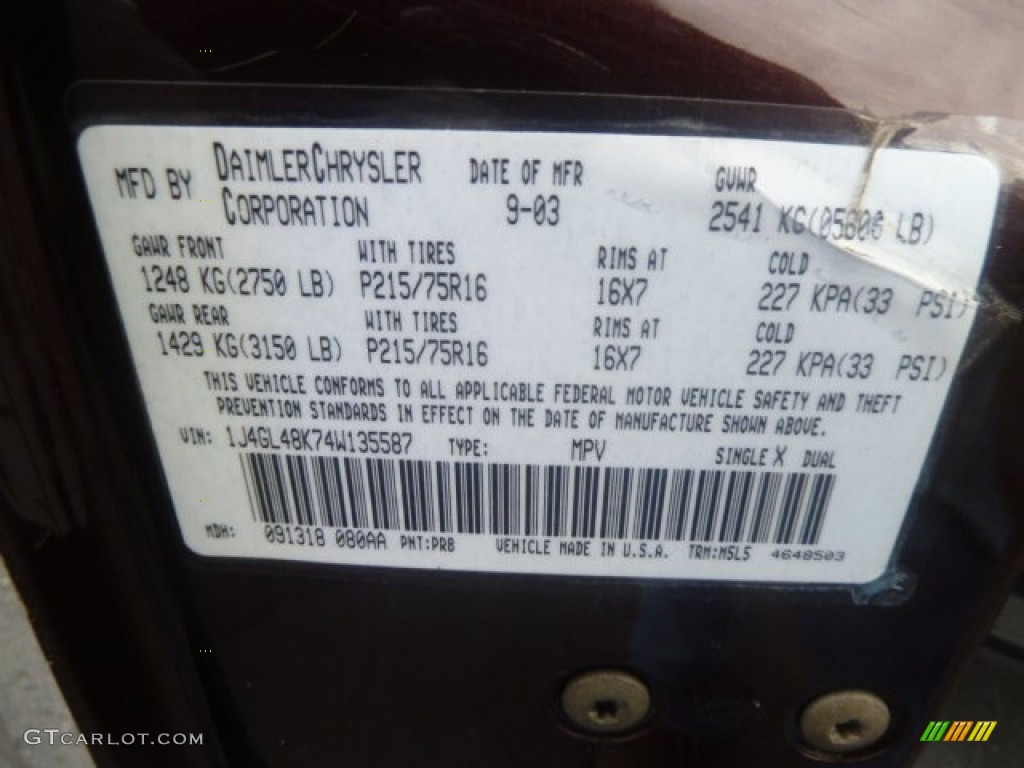 MFD BY DAIMLERCHRYSLER CORPORATION DATE OF MFR 9-03 GVWR 2541 KG( LB)
GAWR FRONT WITH TIRES RIMS AT COLD
1248 KG(2750 LB) P215/75R16 16X7 227 KPA(33 PSI)
GAWR REAR WITH TIRES RIMS AT COLD
1429 KG(3150 LB) P215/75R16 16X7 227 KPA(33 PSI)
THIS VEHICLE CONFORMS TO ALL APPLICABLE FEDERAL MOTOR VEHICLE SAFETY AND THEFT
PREVENTION STANDARDS IN EFFECT ON THE DATE OF MANUFACTURE SHOWN ABOVE.
VIN: 1J4GL48K74W135587 TYPE: MPV SINGLE X DUAL
MDH: 091318 080AA PNT:PR8 VEHICLE MADE IN U.S.A. TRM:MSL5 4648503
GTCARLOT.COM